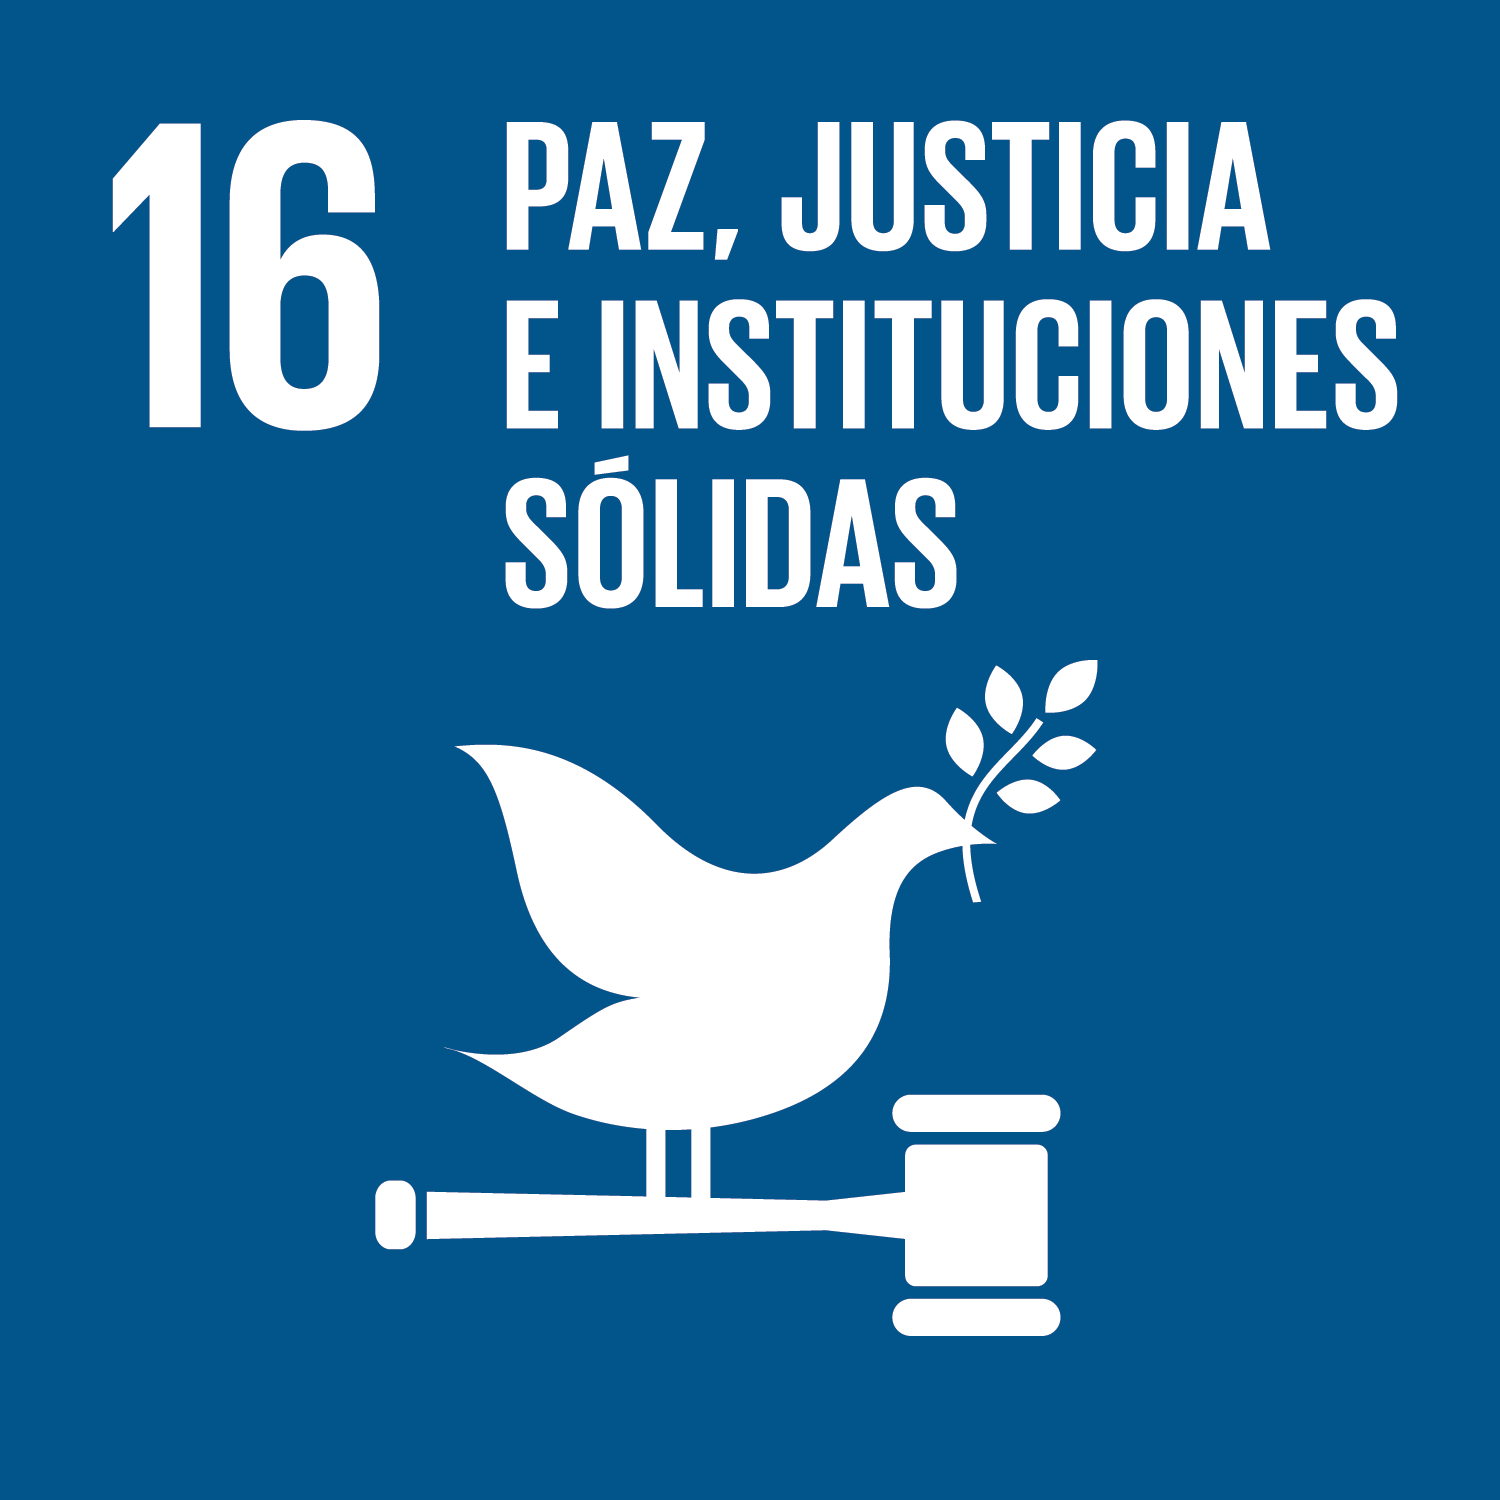 16
PAZ, JUSTICIA
E INSTITUCIONES
SÓLIDAS